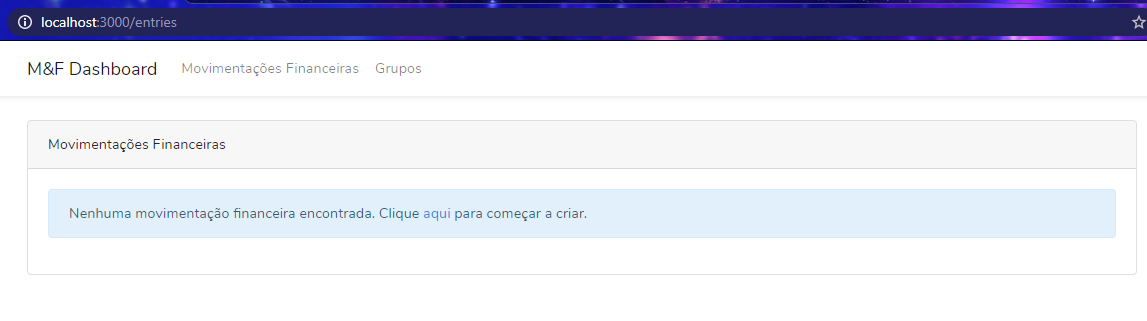 localhost:3000/entries
M&F Dashboard Movimentações Financeiras Grupos
Movimentações Financeiras
Nenhuma movimentação financeira encontrada. Clique aqui para começar a criar.